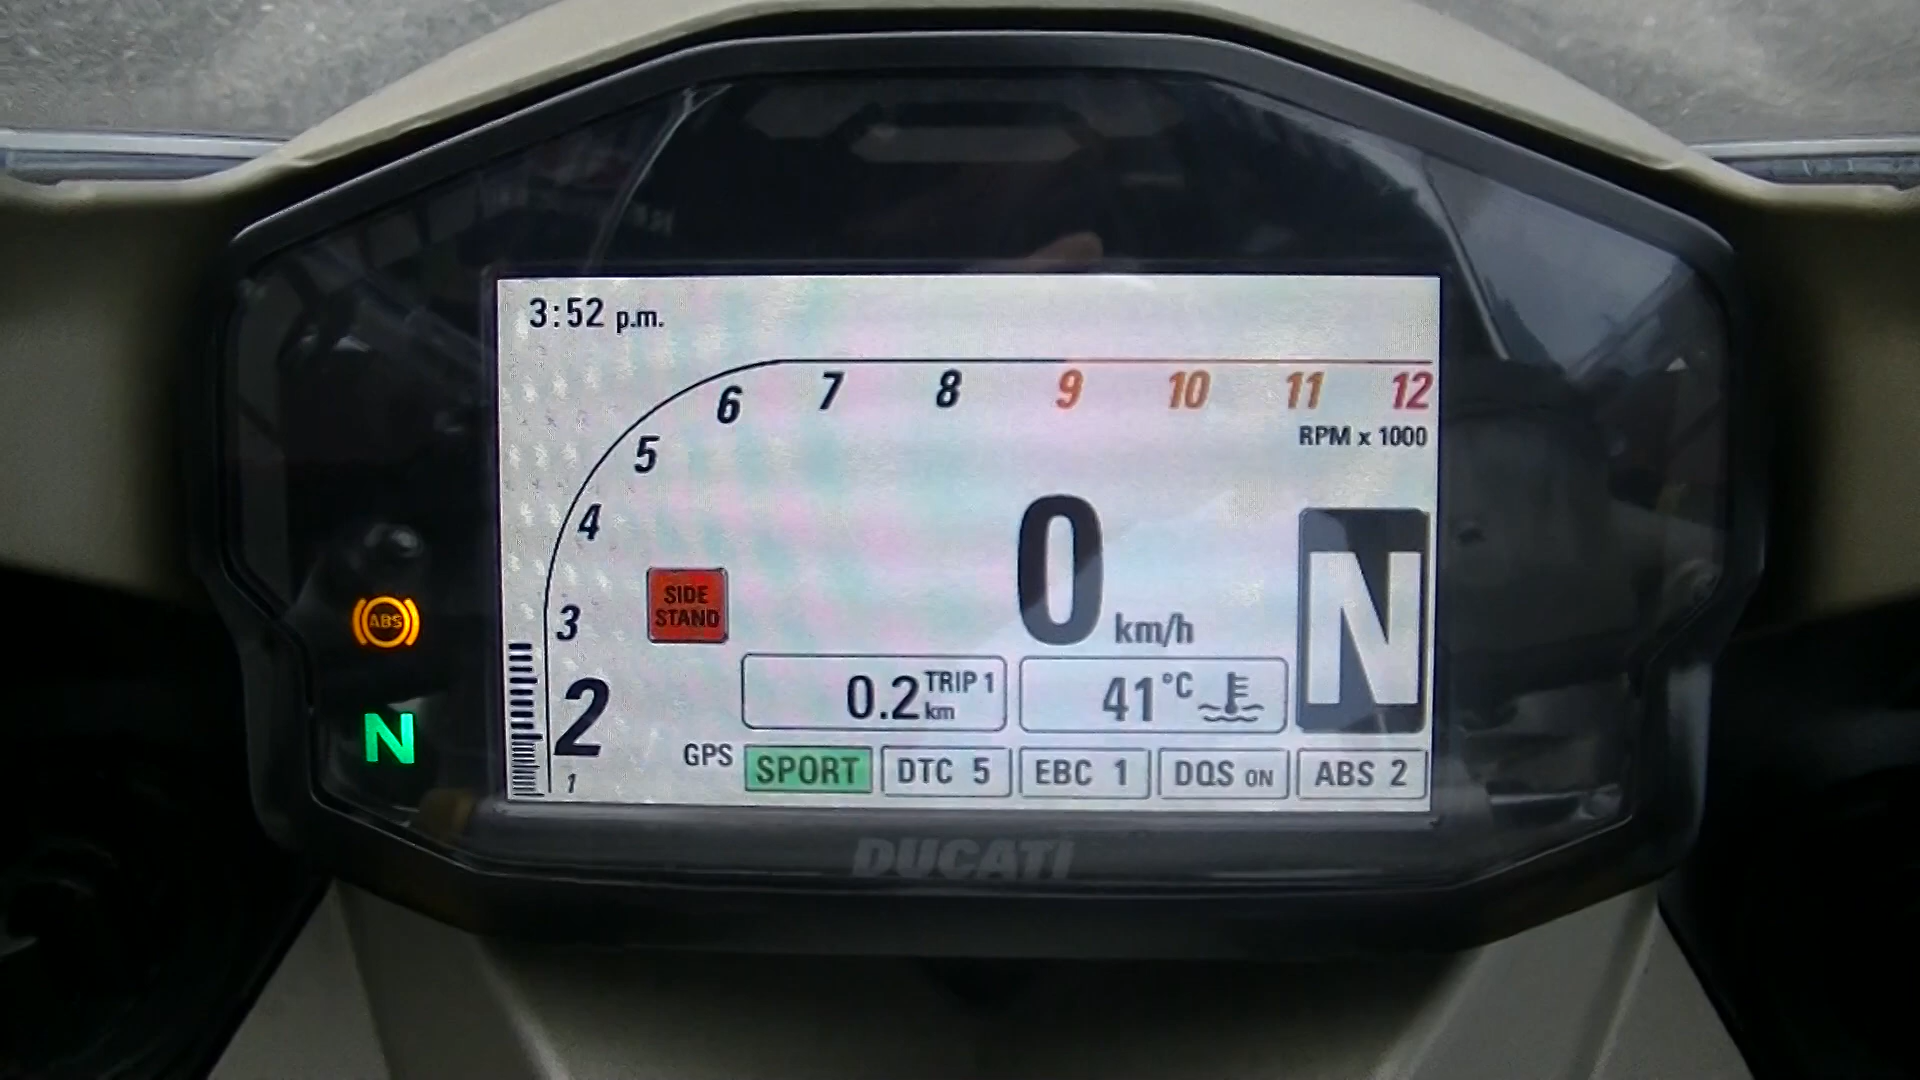 3:52 p.m.
6 7 8 9 10 11 12
RPM x 1000
5
4
3
2
1
SIDE
STAND
0 km/h
N
0.2 TRIP 1
km
41 °C
GPS SPORT DTC 5 EBC 1 DQS ON ABS 2
ABS
N
DUCATI